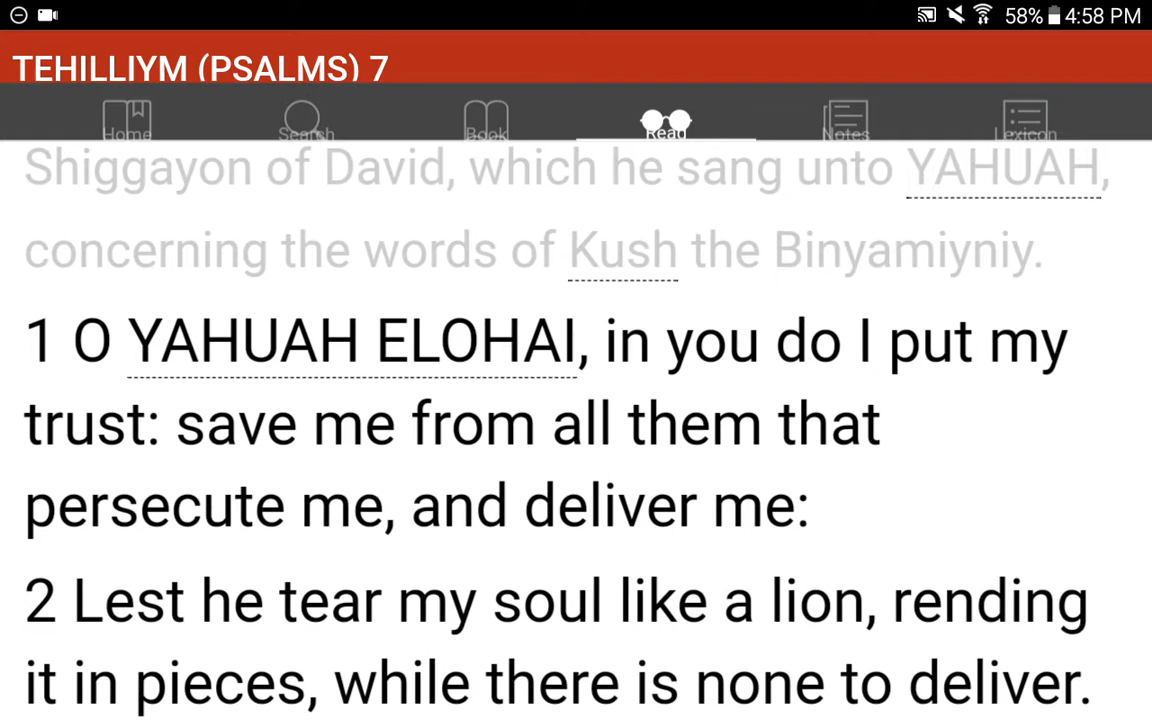 58% 4:58 PM
TEHILLIYM (PSALMS) 7
Home Search Book Read Notes Lexicon
Shiggayon of David, which he sang unto YAHUAH,
concerning the words of Kush the Binyamiyniy.
1 O YAHUAH ELOHAI, in you do I put my
trust: save me from all them that
persecute me, and deliver me:
2 Lest he tear my soul like a lion, rending
it in pieces, while there is none to deliver.